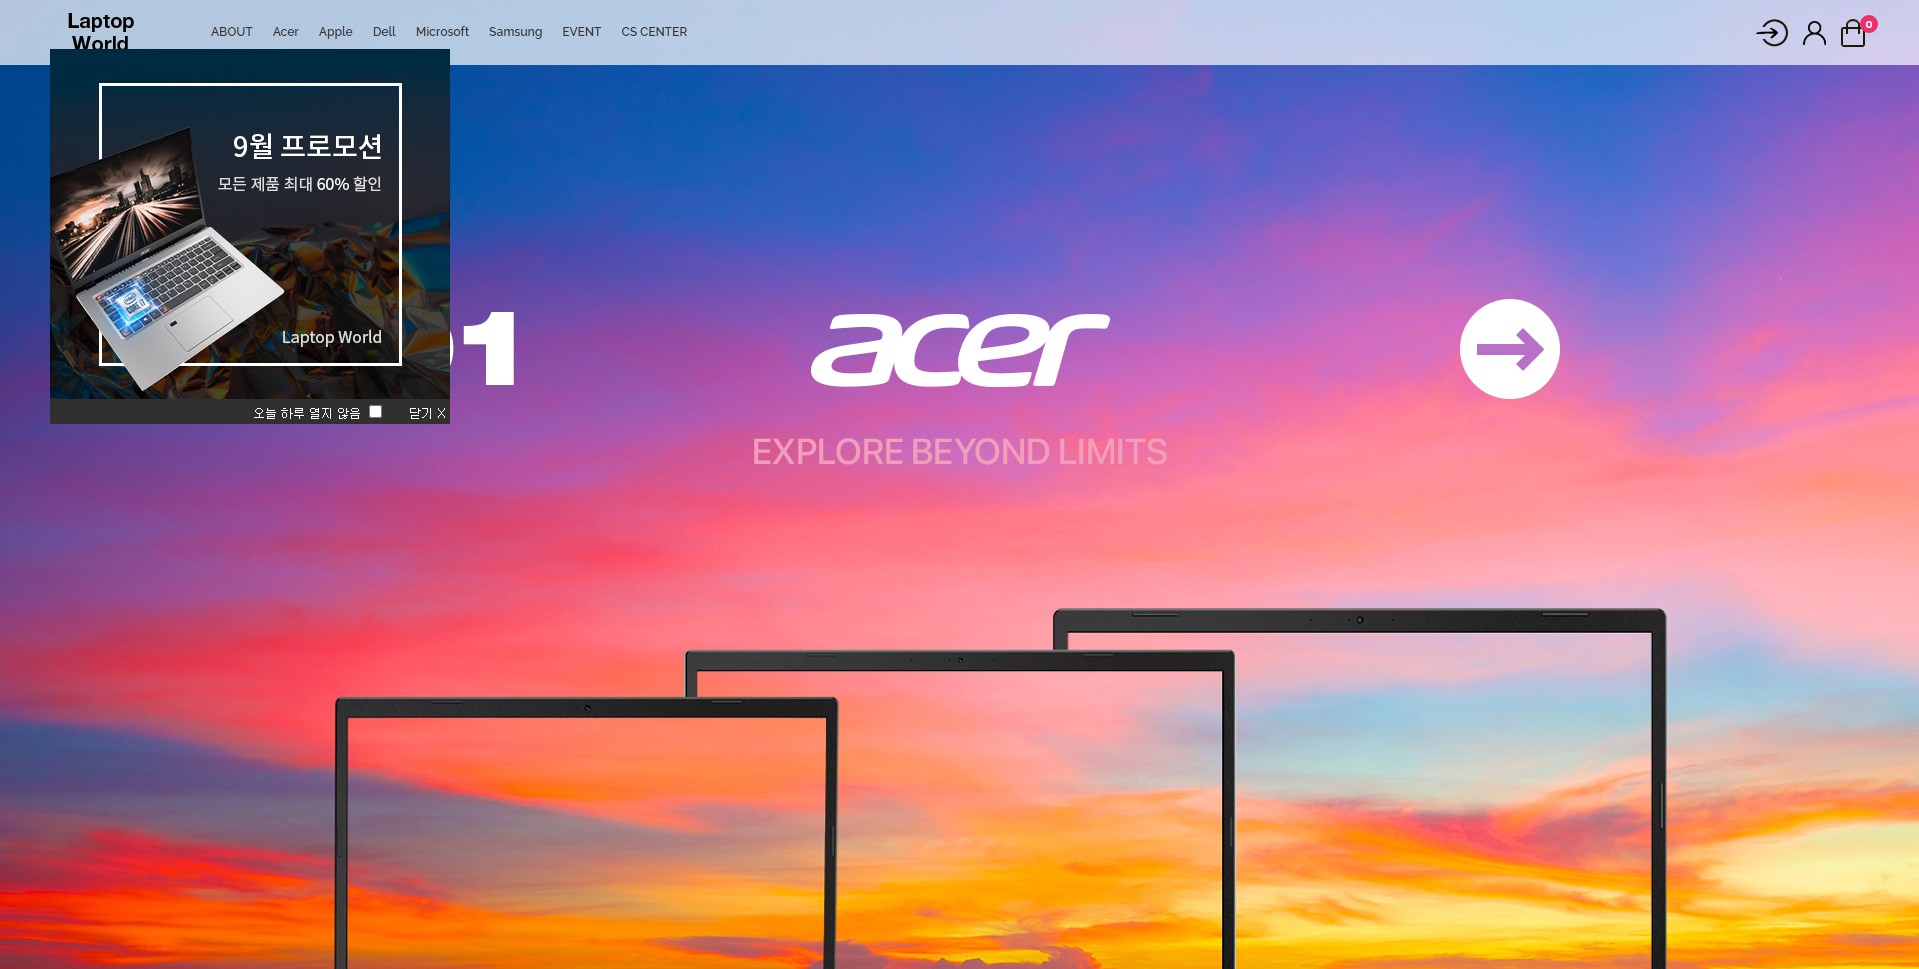 Laptop
World
ABOUT
Acer
Apple
Dell
Microsoft
Samsung
EVENT
CS CENTER
0
9월 프로모션
모든 제품 최대 60% 할인
Laptop World
오늘 하루 열지 않음
닫기 X
1
acer
EXPLORE BEYOND LIMITS